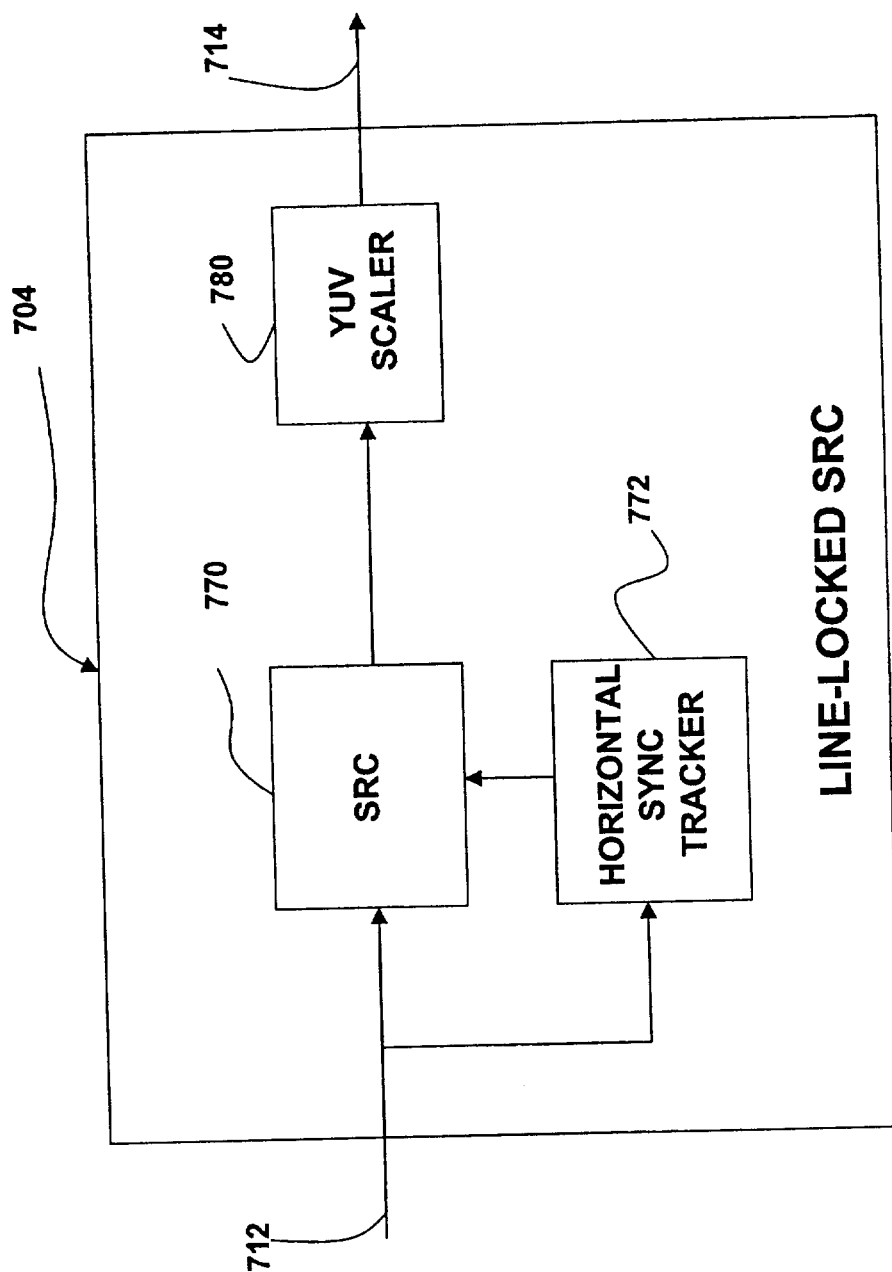 704
712
714
770
SRC
780
YUV
SCALER
772
HORIZONTAL
SYNC
TRACKER
LINE-LOCKED SRC